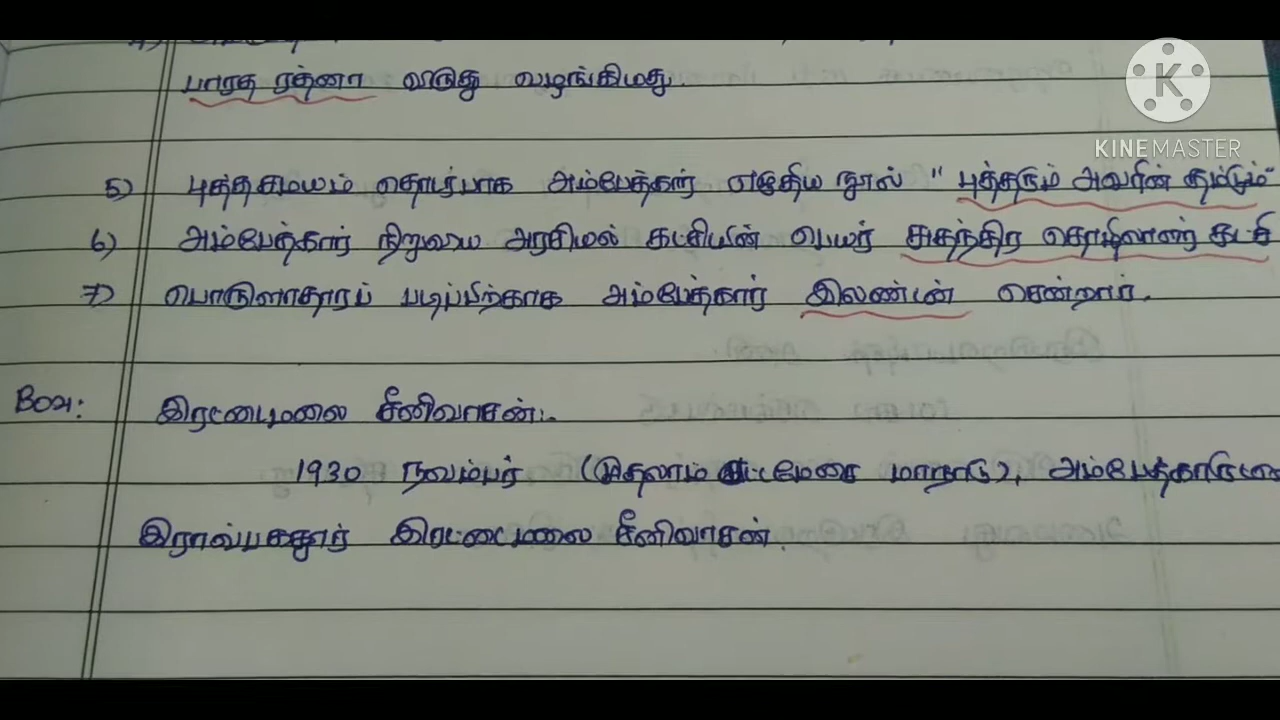 பாரத ரத்னா விருது வழங்கியது.
K
KINEMASTER
5) புத்தசமயம் தொடர்பாக அம்பேத்கார் எழுதிய நூல் "புத்தரும் அவரின் தம்மும்"
6) அம்பேத்கார் நிறுவிய அரசியல் கட்சியின் பெயர் சுதந்திர தொழிலாளர் கட்சி
7) பொருளாதாரப் படிப்பிற்காக அம்பேத்கார் இலண்டன் சென்றார்.
BOX: இரட்டைமலை சீனிவாசன்:.
1930 நவம்பர் (முதலாம் வட்டமேசை மாநாடு), அம்பேத்காருடன்
இராவ்பகதூர் இரட்டைமலை சீனிவாசன்.